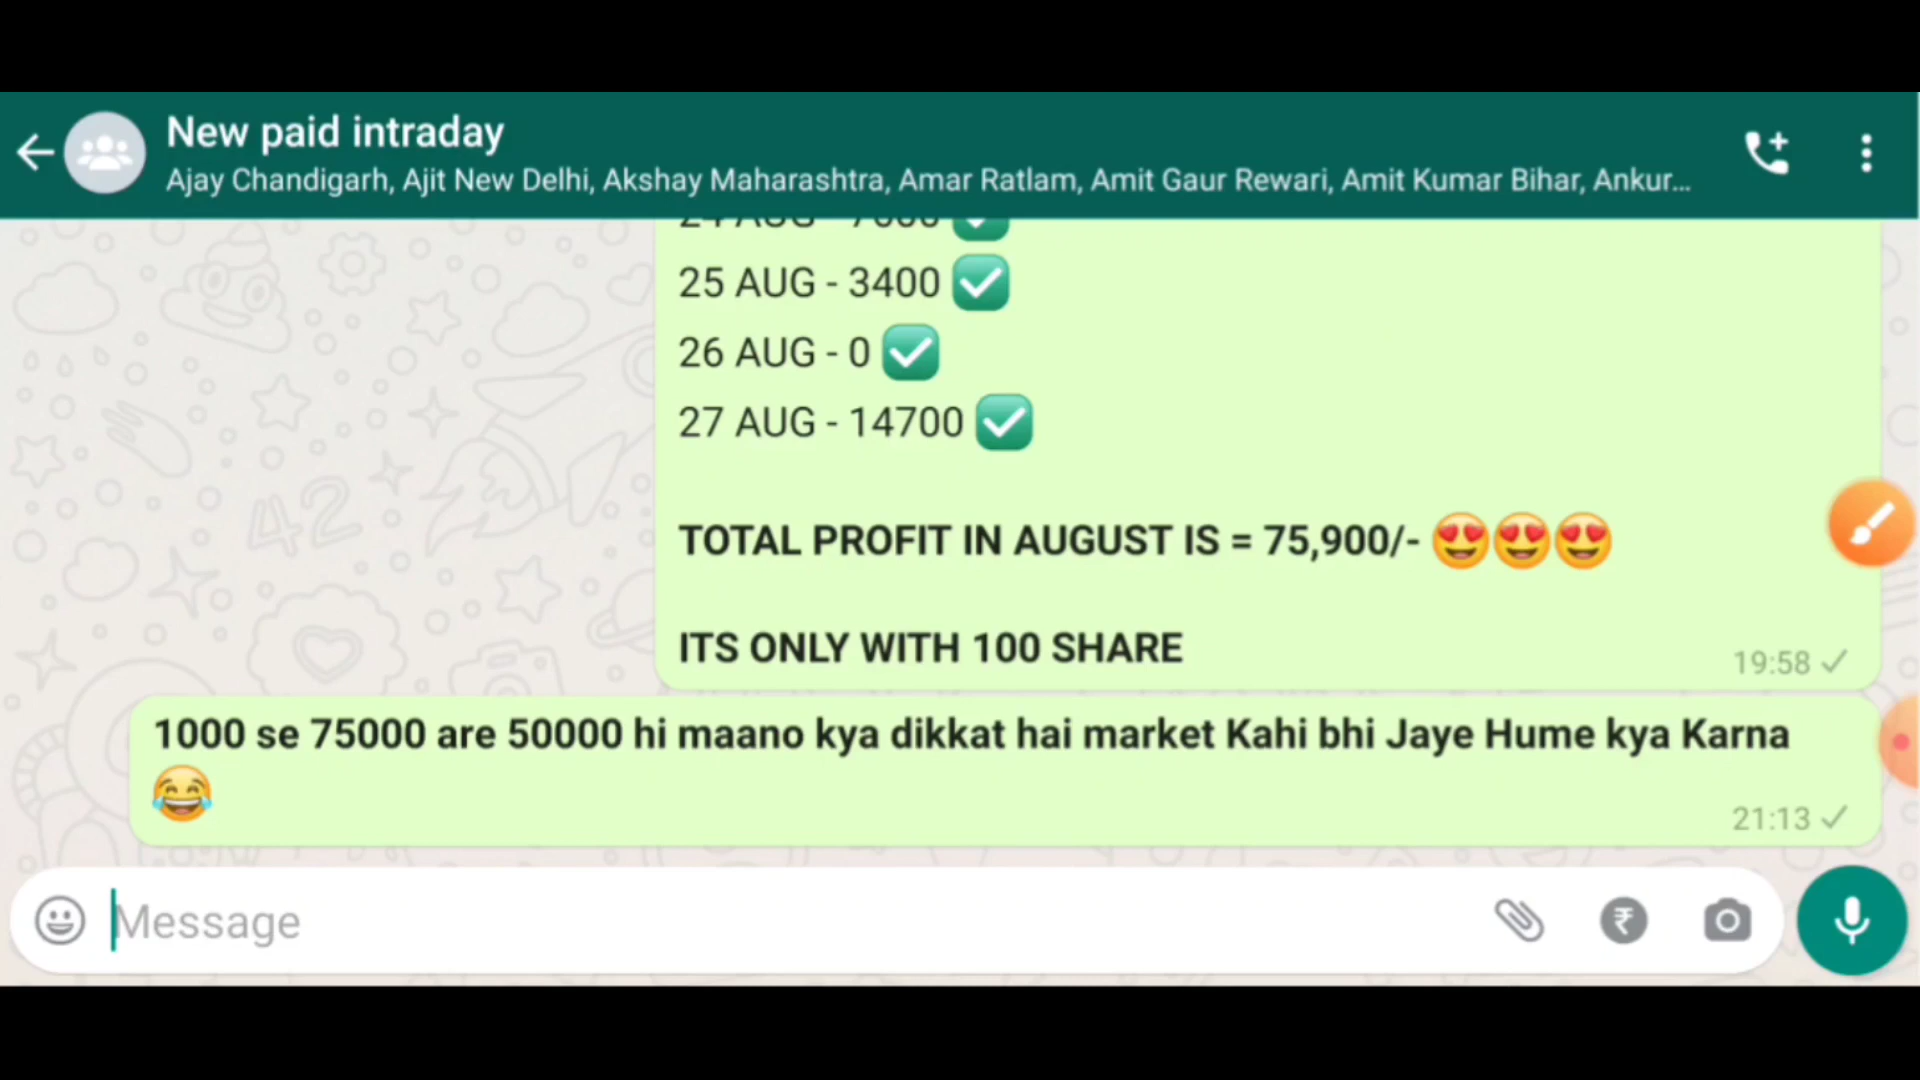 New paid intraday
Ajay Chandigarh, Ajit New Delhi, Akshay Maharashtra, Amar Ratlam, Amit Gaur Rewari, Amit Kumar Bihar, Ankur...
24 AUG
25 AUG - 3400 ✅
26 AUG - 0 ✅
27 AUG - 14700 ✅
TOTAL PROFIT IN AUGUST IS = 75,900/- 😍😍😍
ITS ONLY WITH 100 SHARE
19:58
1000 se 75000 are 50000 hi maano kya dikkat hai market Kahi bhi Jaye Hume kya Karna
😂
21:13
Message